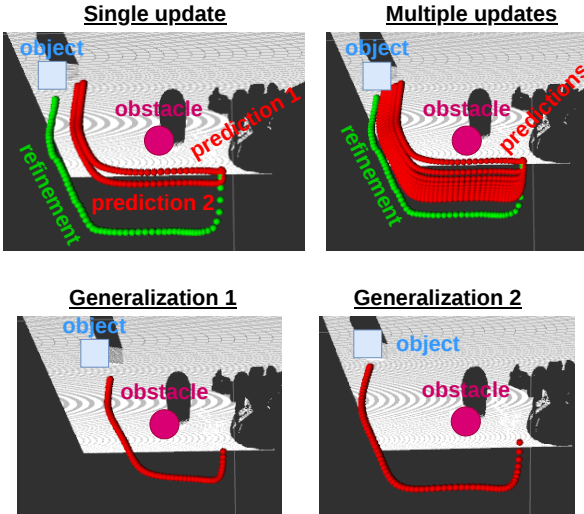 Single update
object
obstacle
prediction 1
prediction 2
refinement
Multiple updates
object
obstacle
predictions
refinement
Generalization 1
object
obstacle
Generalization 2
object
obstacle